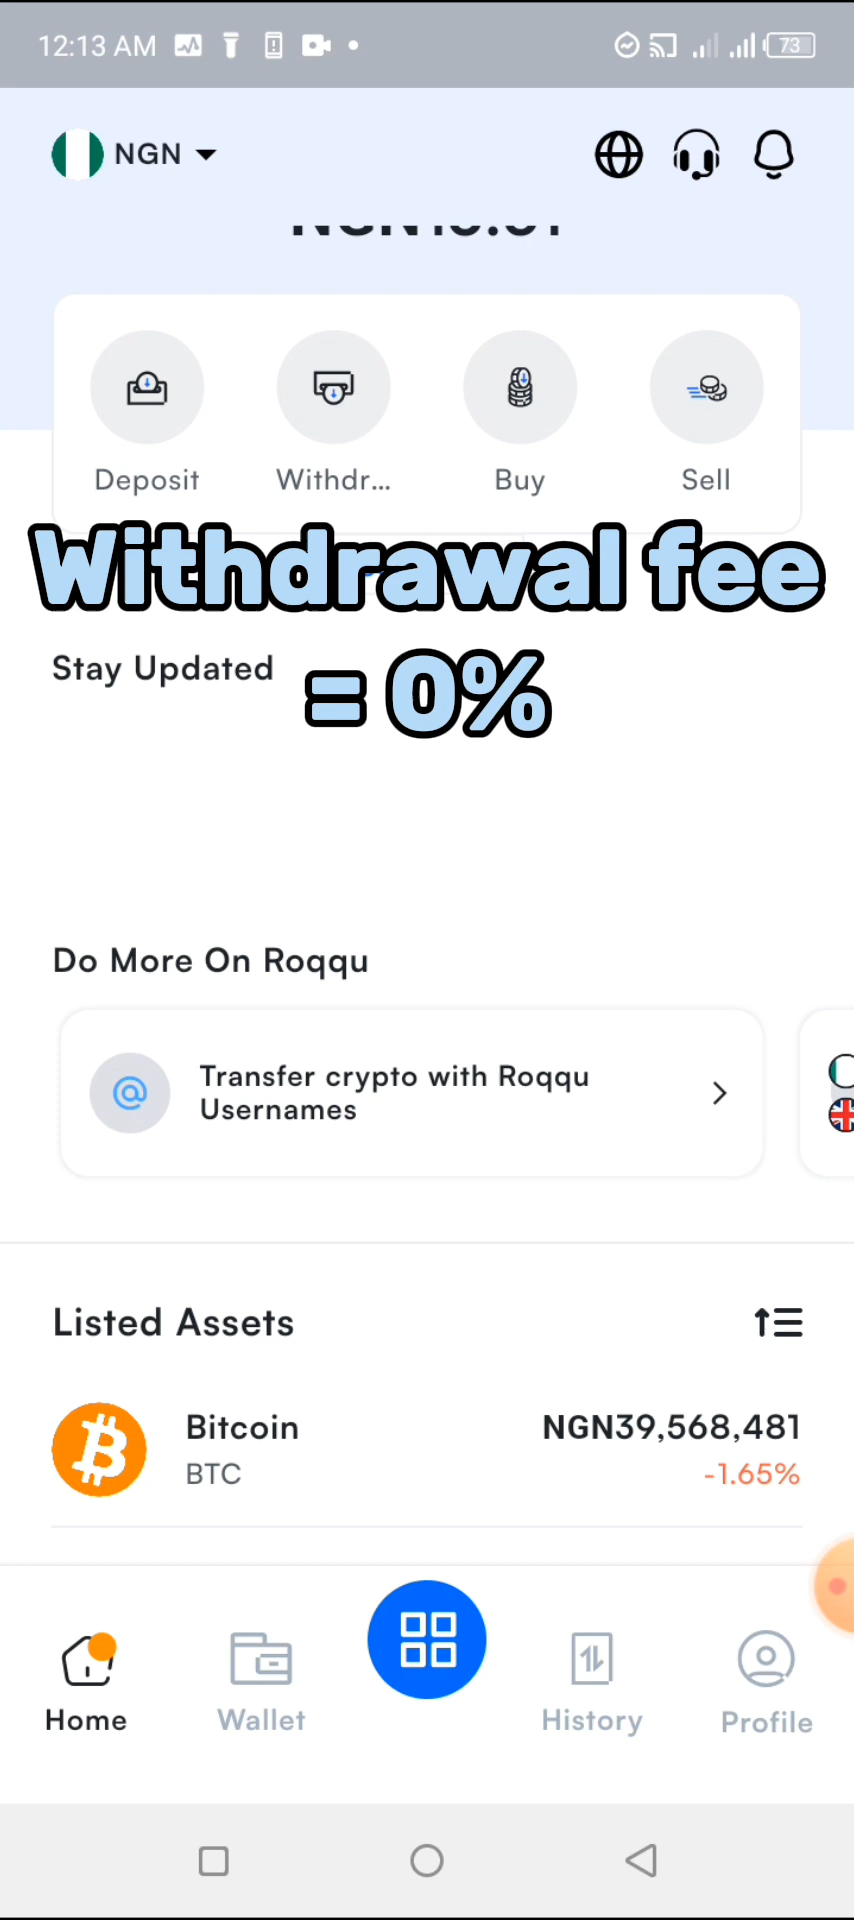 12:13 AM
73
NGN
Deposit
Withdr...
Buy
Sell
Withdrawal fee
= 0%
Stay Updated
Do More On Roqqu
Transfer crypto with Roqqu
Usernames
Listed Assets
Bitcoin
NGN39,568,481
BTC
-1.65%
Home
Wallet
History
Profile